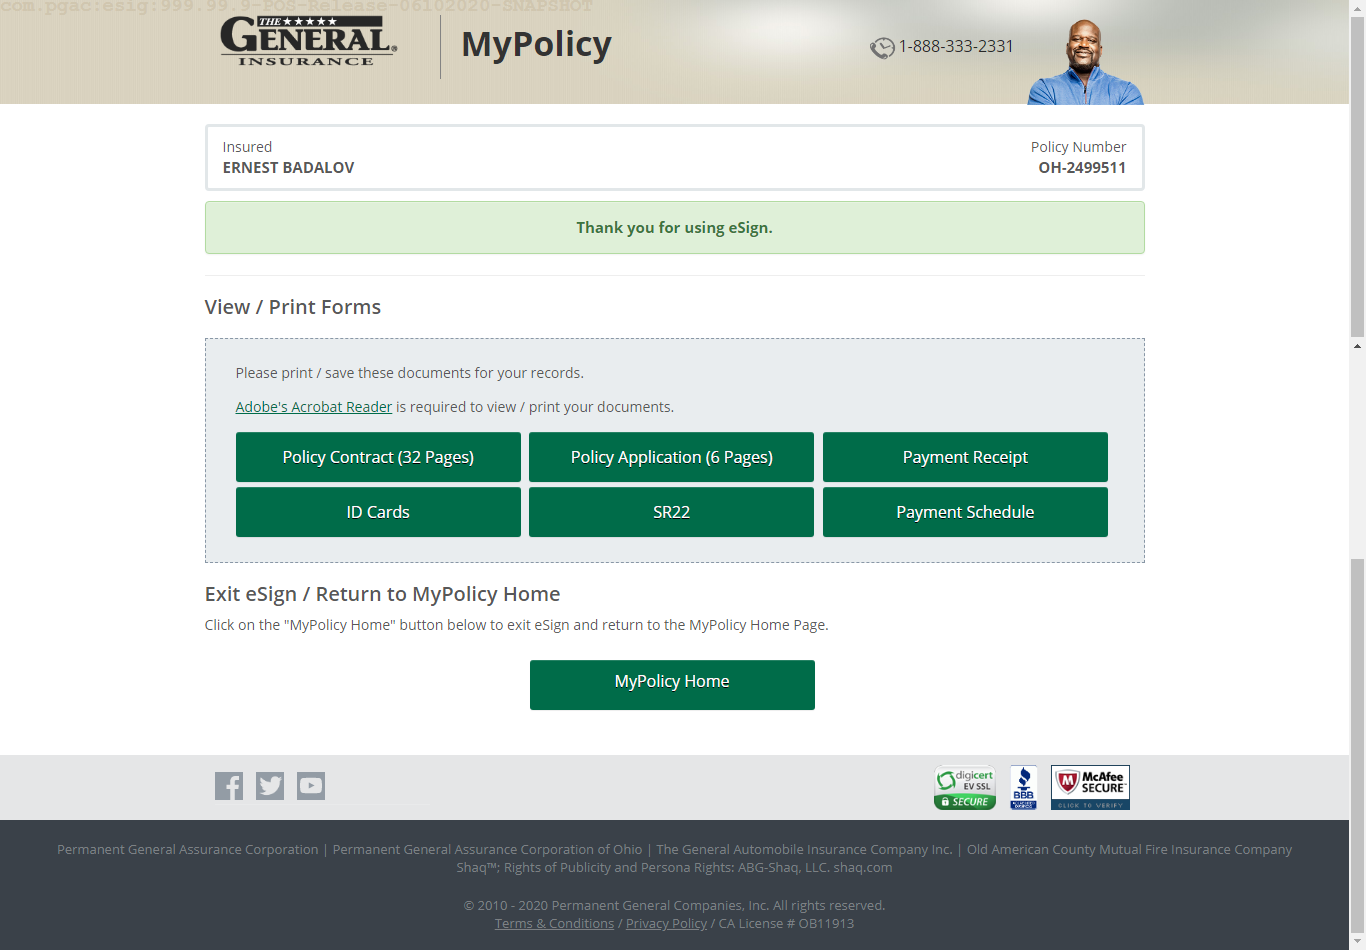 com.pgac:esig:999.99.9-POS-Release-06102020-SNAPSHOT
THE
GENERAL®
INSURANCE
MyPolicy
1-888-333-2331
Insured
Policy Number
ERNEST BADALOV
OH-2499511
Thank you for using eSign.
View / Print Forms
Please print / save these documents for your records.
Adobe's Acrobat Reader is required to view / print your documents.
Policy Contract (32 Pages)
Policy Application (6 Pages)
Payment Receipt
ID Cards
SR22
Payment Schedule
Exit eSign / Return to MyPolicy Home
Click on the "MyPolicy Home" button below to exit eSign and return to the MyPolicy Home Page.
MyPolicy Home
digicert
EV SSL
SECURE
BBB
McAfee
SECURE™
CLICK TO VERIFY
Permanent General Assurance Corporation | Permanent General Assurance Corporation of Ohio | The General Automobile Insurance Company Inc. | Old American County Mutual Fire Insurance Company
Shaq™; Rights of Publicity and Persona Rights: ABG-Shaq, LLC. shaq.com
© 2010 - 2020 Permanent General Companies, Inc. All rights reserved.
Terms & Conditions / Privacy Policy / CA License # OB11913